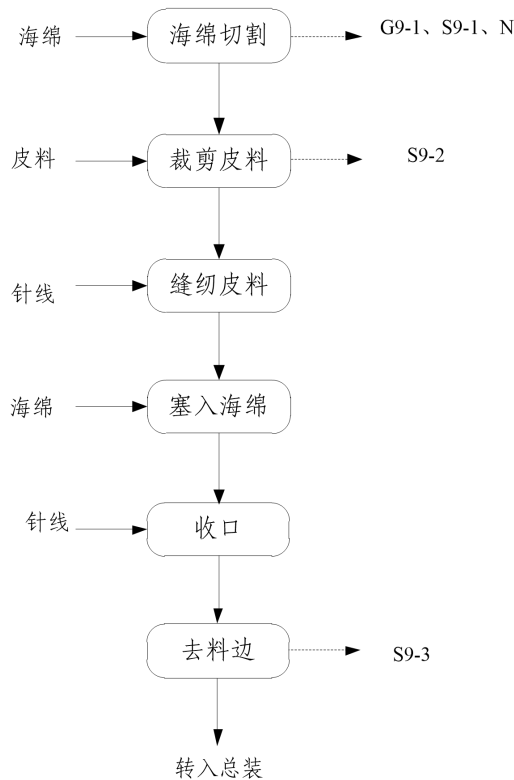 海绵
海绵切割
G9-1、S9-1、N
皮料
裁剪皮料
S9-2
针线
缝纫皮料
海绵
塞入海绵
针线
收口
去料边
S9-3
转入总装